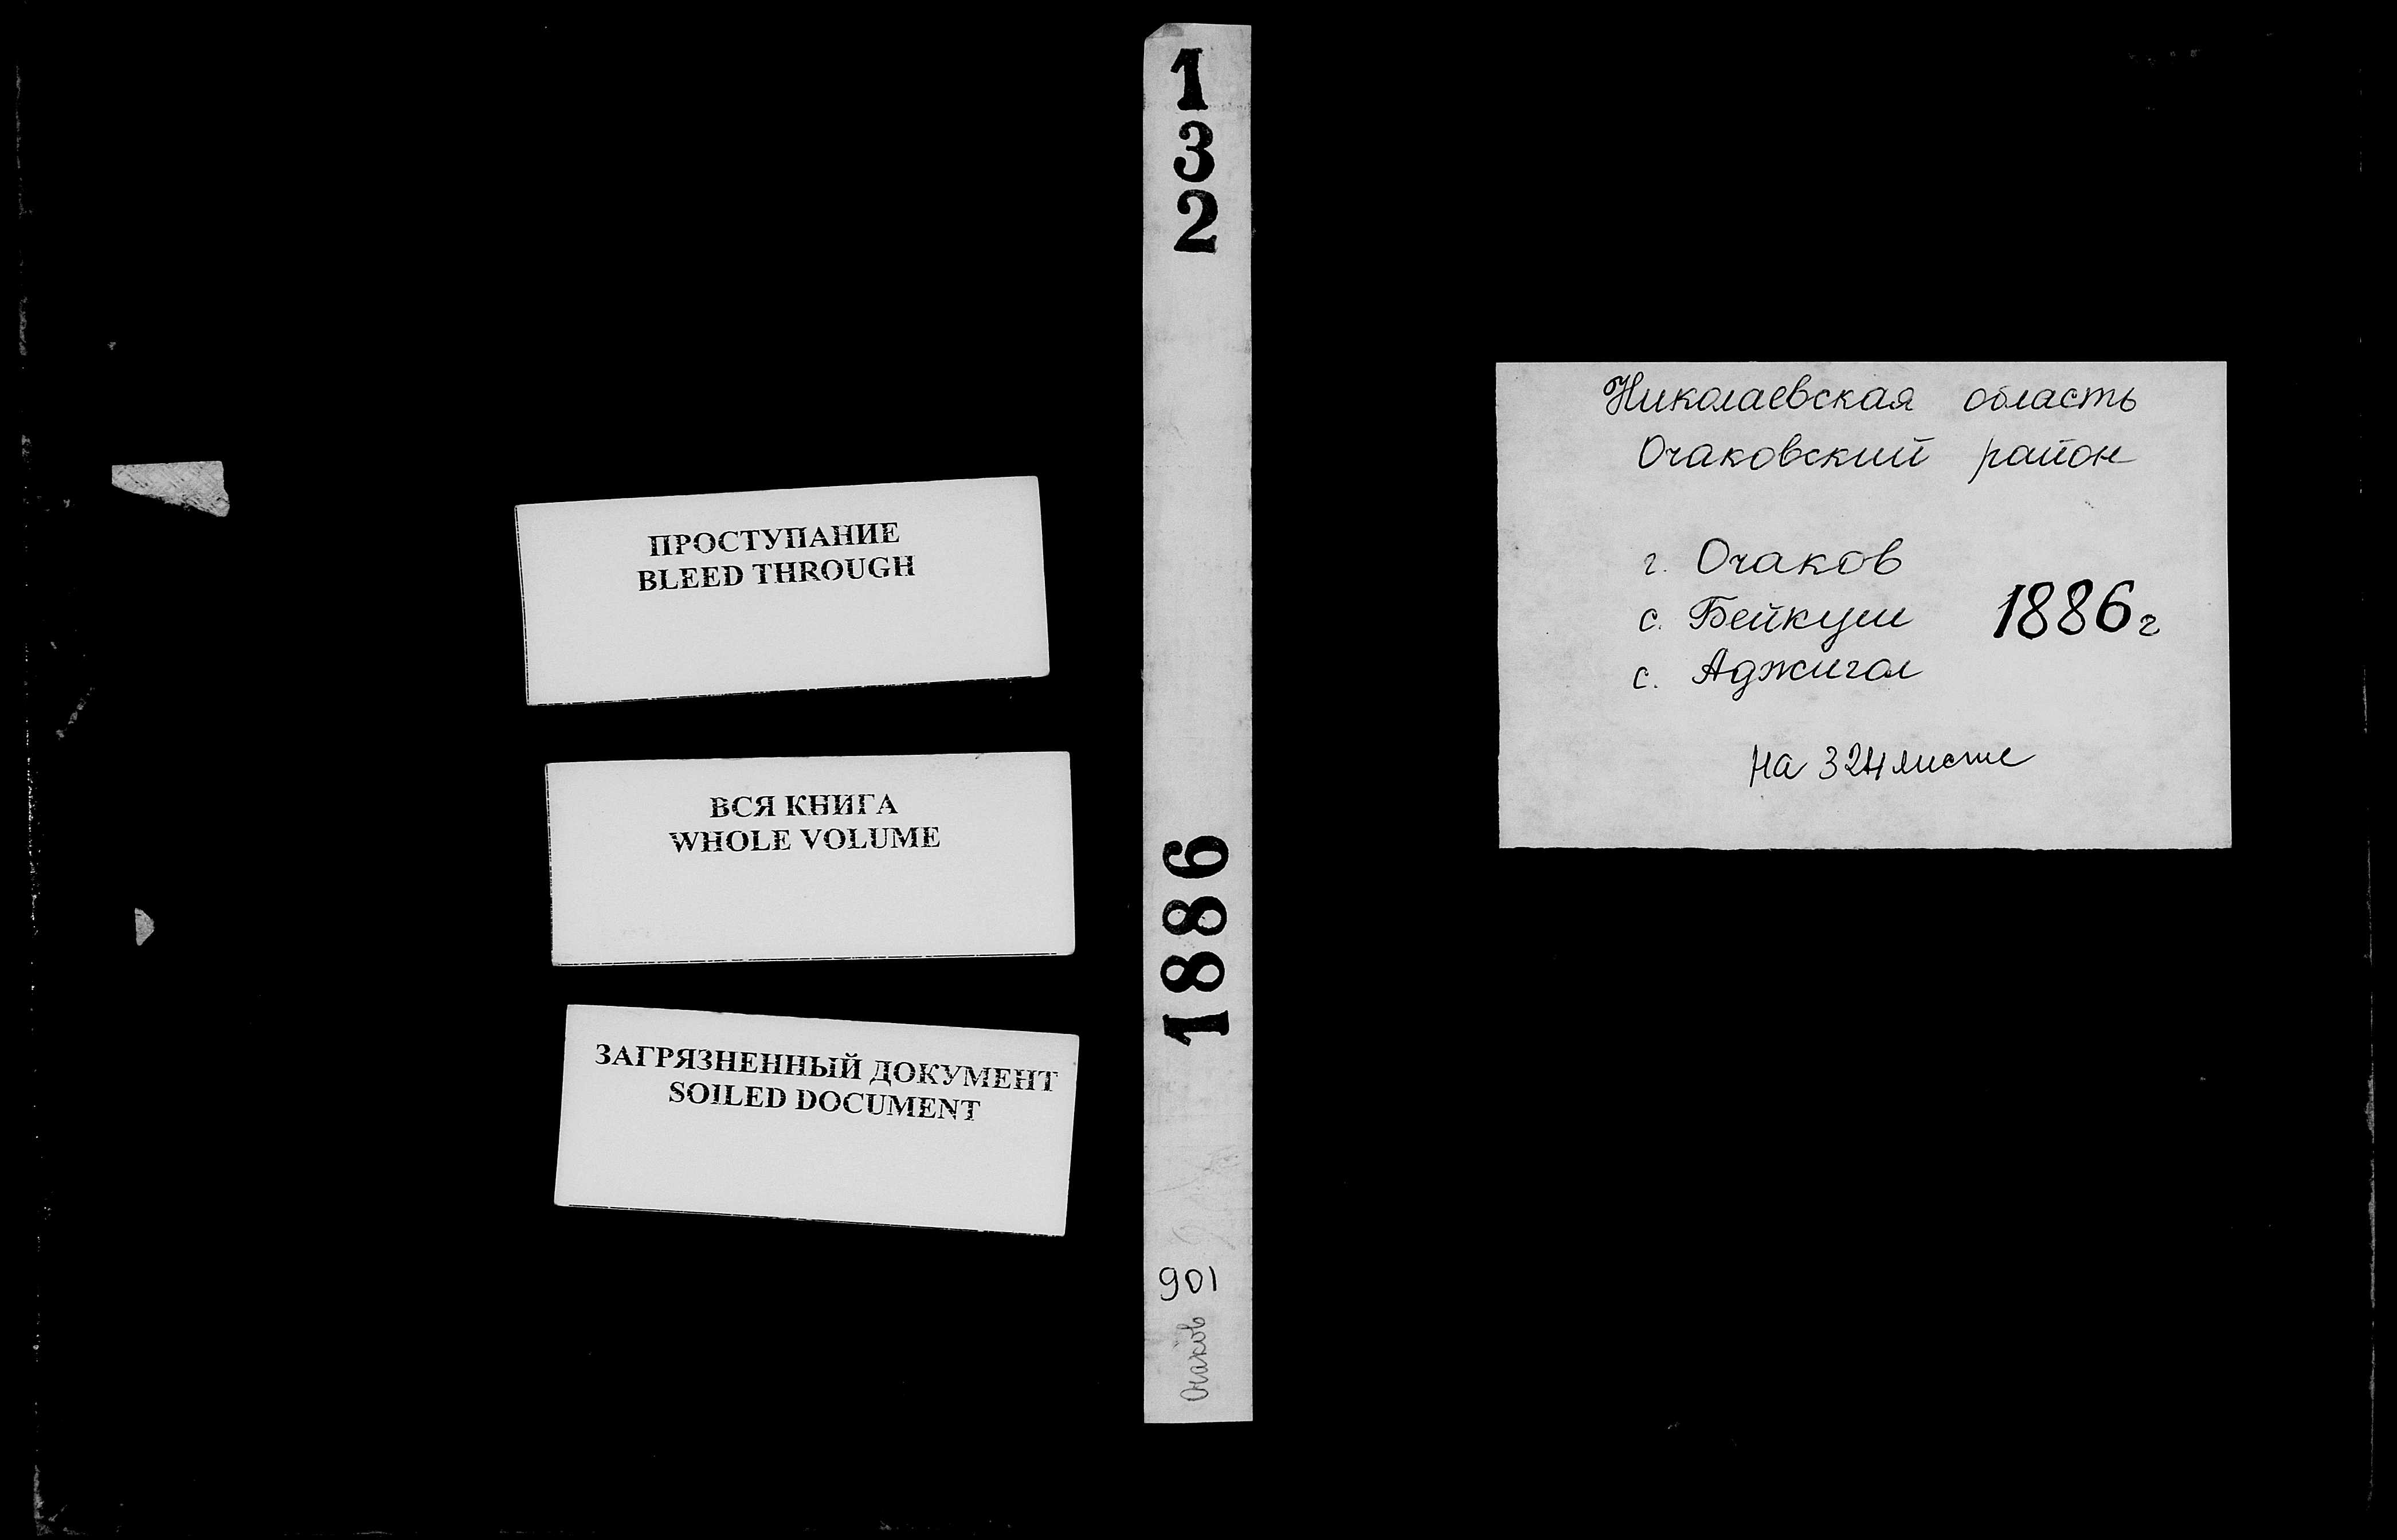 ПРОСТУПАНИЕ
BLEED THROUGH
ВСЯ КНИГА
WHOLE VOLUME
ЗАГРЯЗНЕННЫЙ ДОКУМЕНТ
SOILED DOCUMENT
132
1886
901
Очаков
Николаевская область
Очаковский район
г. Очаков
с. Бейкуш 1886г
с. Аджигол
на 324 листе